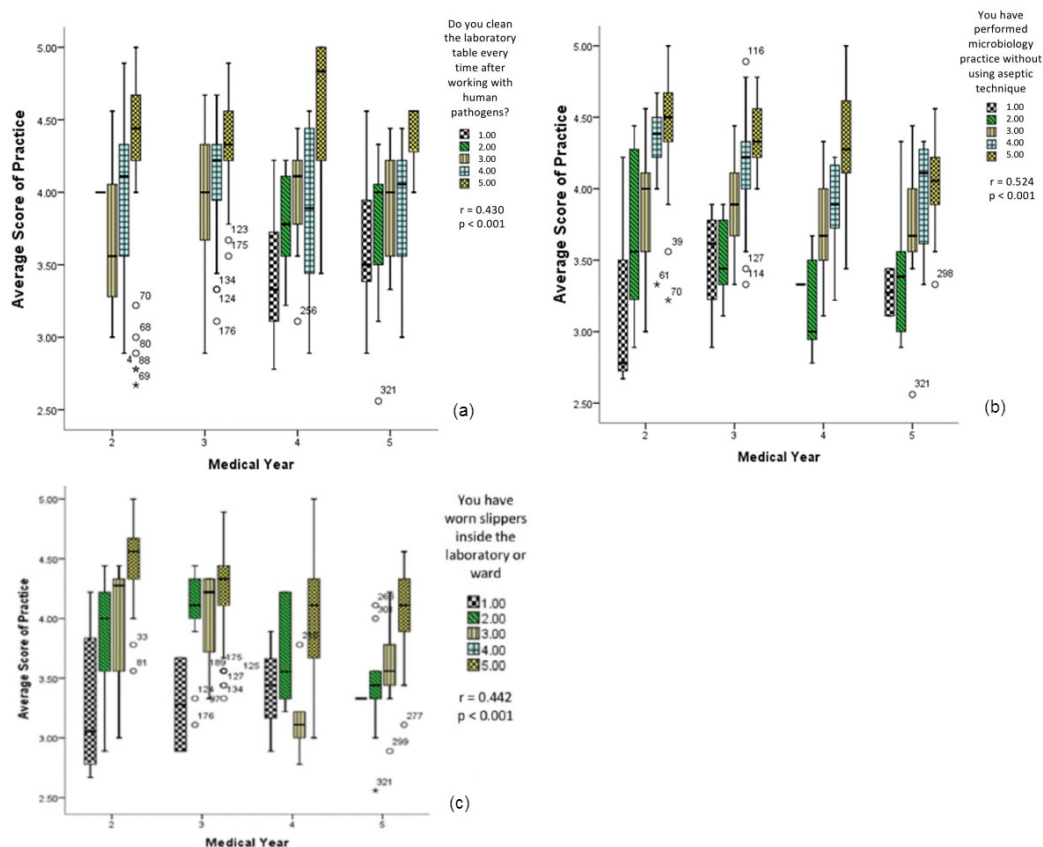 Do you clean
the laboratory
table every
time after
working with
human
pathogens?
1.00
2.00
3.00
4.00
5.00
r = 0.430
p < 0.001
Average Score of Practice
5.00
4.50
4.00
3.50
3.00
2.50
70
68
80
4 88
69
123
175
134
124
176
256
321
2 3 4 5
Medical Year
(a)
You have
performed
microbiology
practice without
using aseptic
technique
1.00
2.00
3.00
4.00
5.00
r = 0.524
p < 0.001
Average Score of Practice
5.00
4.50
4.00
3.50
3.00
2.50
39
61
70
116
127
114
298
321
2 3 4 5
Medical Year
(b)
You have
worn slippers
inside the
laboratory or
ward
1.00
2.00
3.00
4.00
5.00
r = 0.442
p < 0.001
Average Score of Practice
5.00
4.50
4.00
3.50
3.00
2.50
33
81
189
124
97
176
175
125
127
134
210
301
277
299
321
2 3 4 5
Medical Year
(c)